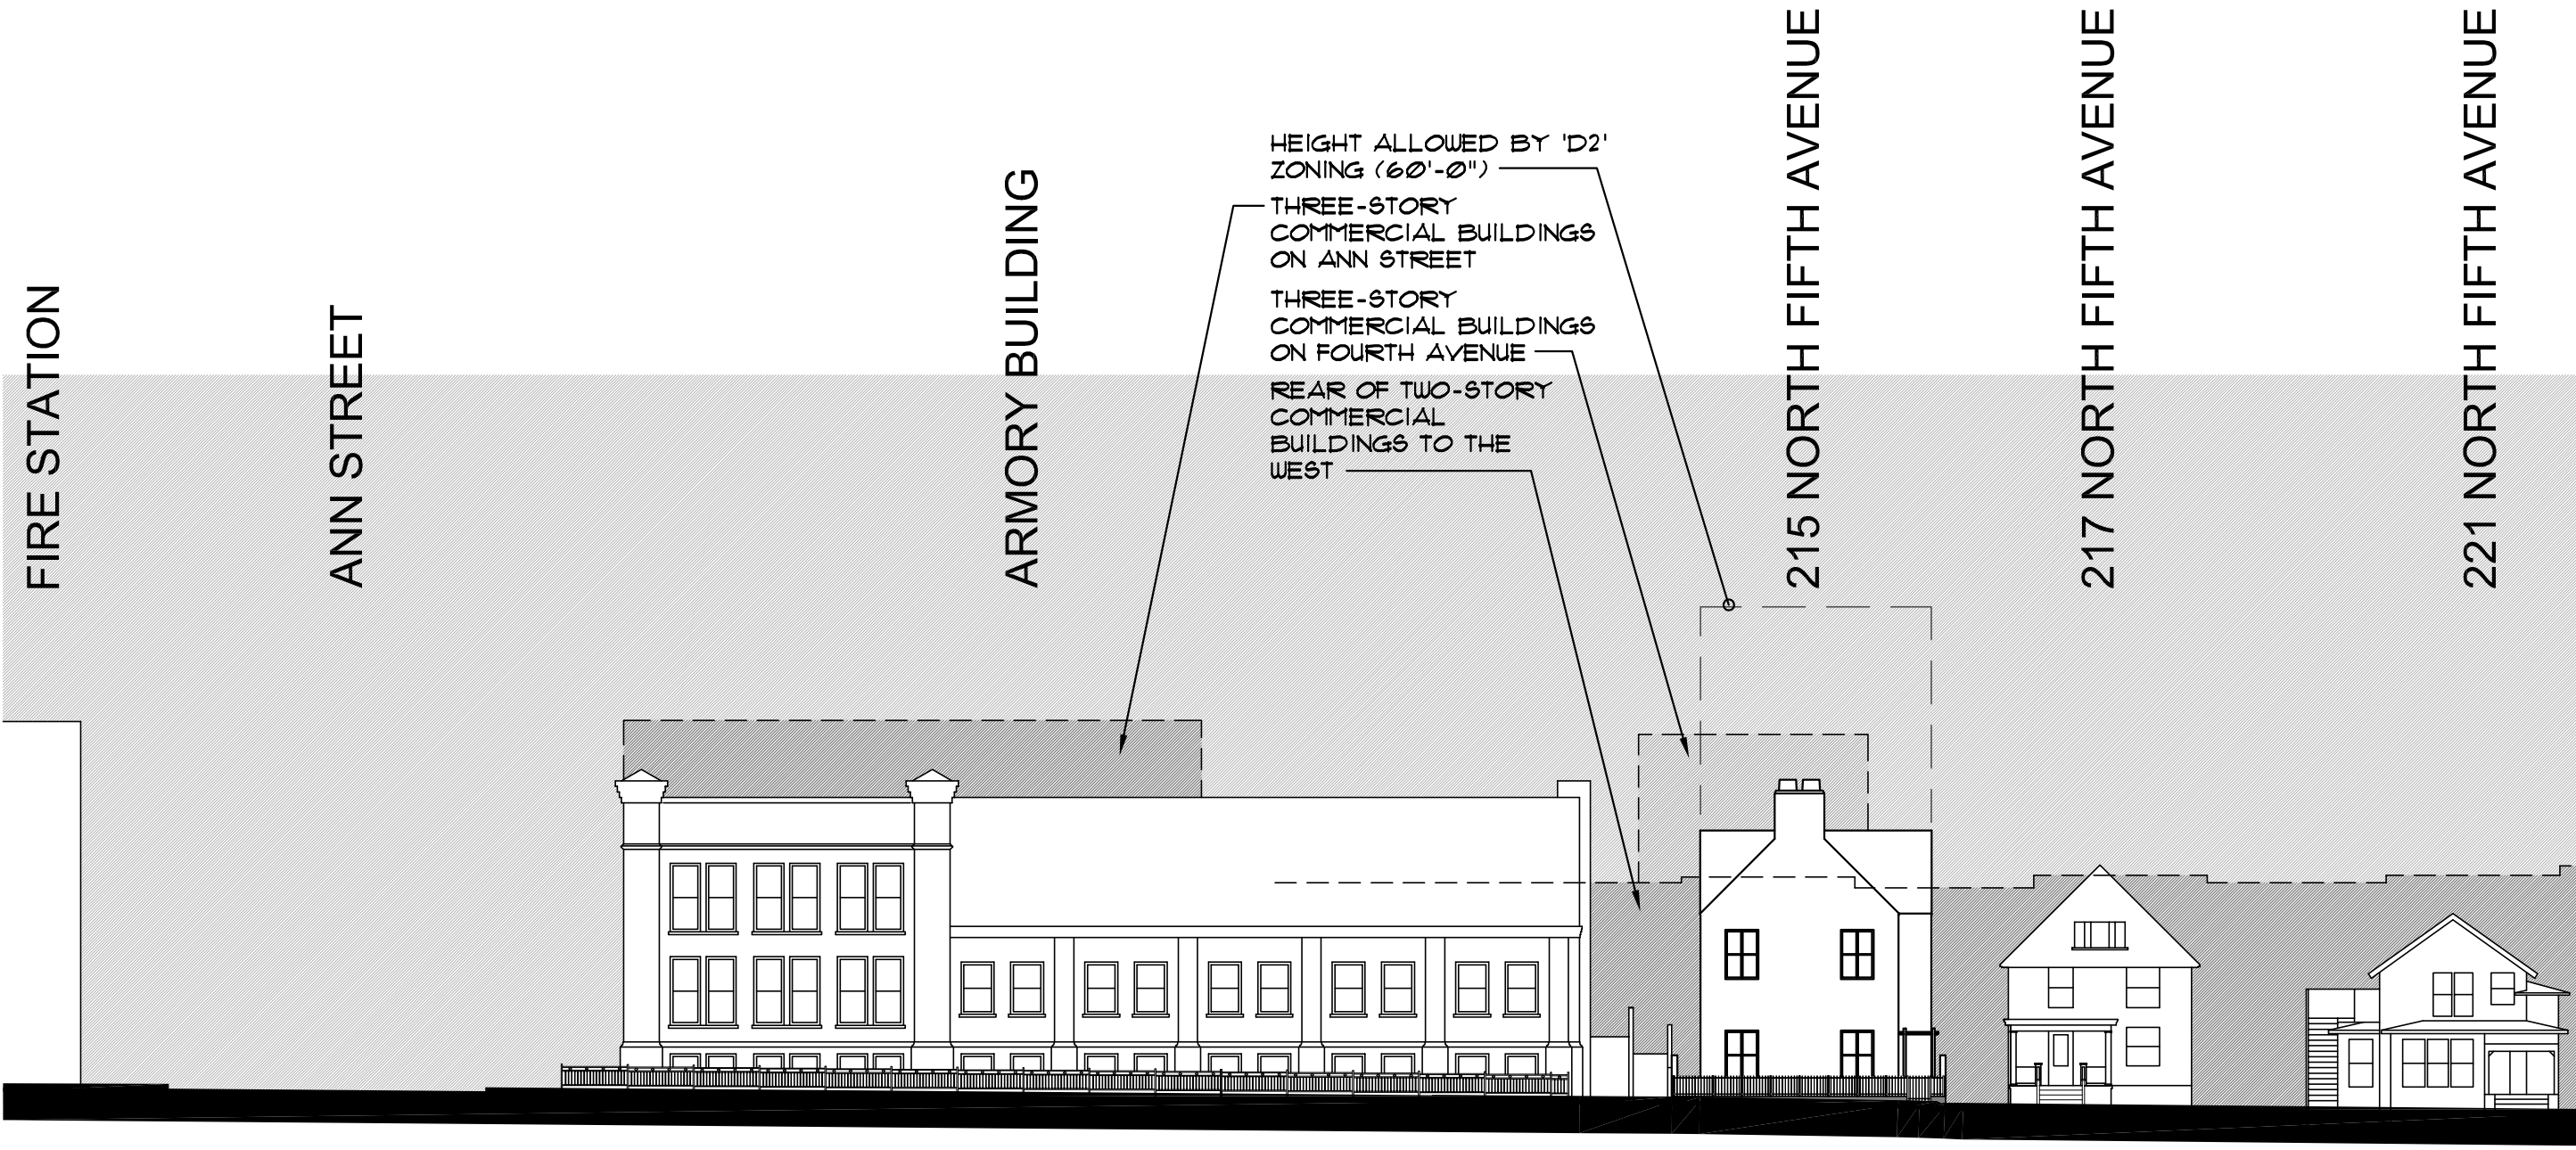 FIRE STATION
ANN STREET
ARMORY BUILDING
HEIGHT ALLOWED BY 'D2'
ZONING (60'-0")
THREE-STORY
COMMERCIAL BUILDINGS
ON ANN STREET
THREE-STORY
COMMERCIAL BUILDINGS
ON FOURTH AVENUE
REAR OF TWO-STORY
COMMERCIAL
BUILDINGS TO THE
WEST
215 NORTH FIFTH AVENUE
217 NORTH FIFTH AVENUE
221 NORTH FIFTH AVENUE